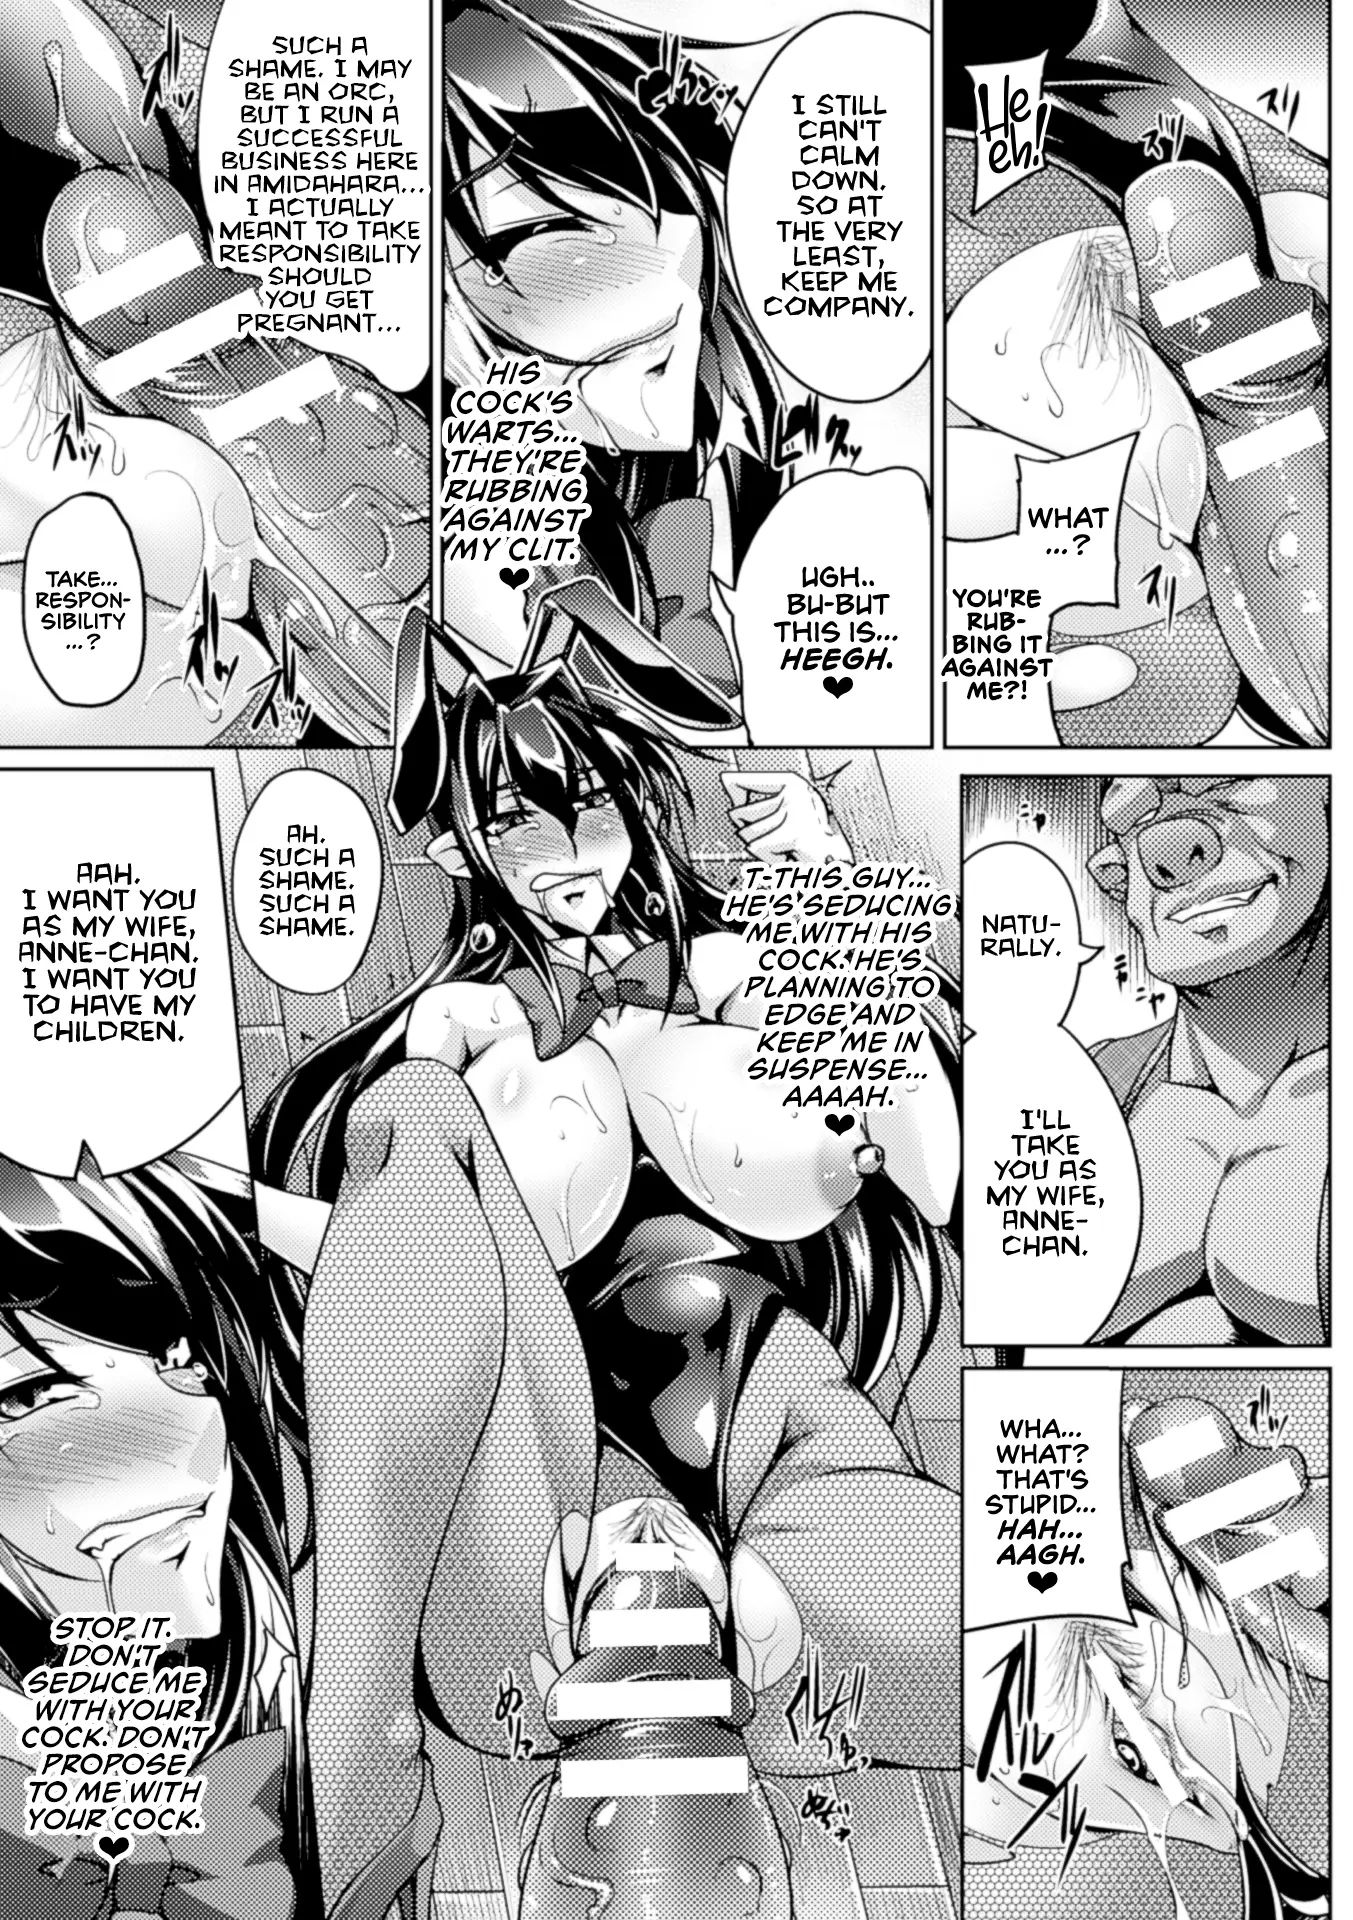 He
eh!
WHAT
...?
YOU'RE
RUB-
BING IT
AGAINST
ME?!
I STILL
CAN'T
CALM
DOWN.
SO AT
THE VERY
LEAST,
KEEP ME
COMPANY.
UGH..
BU-BUT
THIS IS...
HEEGH.
HIS
COCK'S
WARTS...
THEY'RE
RUBBING
AGAINST
MY CLIT.
SUCH A
SHAME. I MAY
BE AN ORC,
BUT I RUN A
SUCCESSFUL
BUSINESS HERE
IN AMIDAHARA...
I ACTUALLY
MEANT TO TAKE
RESPONSIBILITY
SHOULD
YOU GET
PREGNANT...
TAKE...
RESPON-
SIBILITY
...?
NATU-
RALLY.
I'LL
TAKE
YOU AS
MY WIFE,
ANNE-
CHAN.
WHA...
WHAT?
THAT'S
STUPID...
HAH...
AAGH.
AH.
SUCH A
SHAME.
SUCH A
SHAME.
T-THIS GUY...
HE'S SEDUCING
ME WITH HIS
COCK. HE'S
PLANNING TO
EDGE AND
KEEP ME IN
SUSPENSE...
AAAAH.
AAH.
I WANT YOU
AS MY WIFE,
ANNE-CHAN.
I WANT YOU
TO HAVE MY
CHILDREN.
STOP IT.
DON'T
SEDUCE ME
WITH YOUR
COCK. DON'T
PROPOSE
TO ME WITH
YOUR COCK.